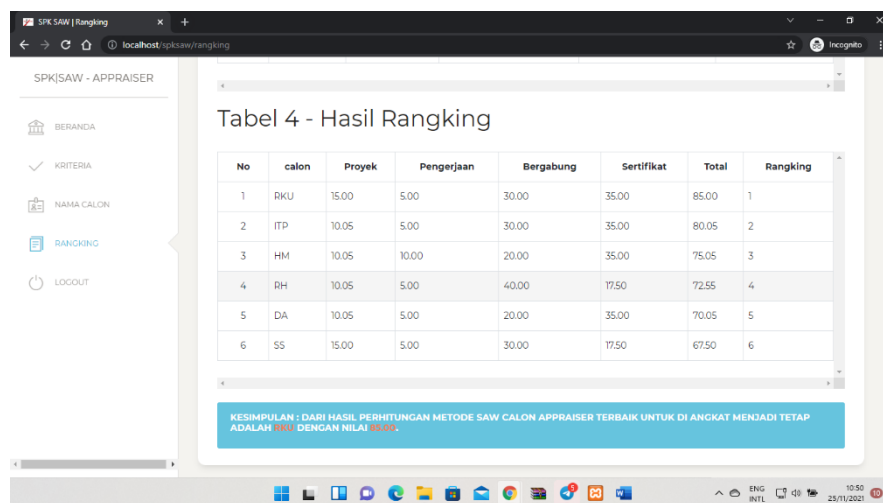 SPK SAW | Rangking
localhost/spksaw/rangking
Incognito
SPK|SAW - APPRAISER
BERANDA
KRITERIA
NAMA CALON
RANGKING
LOGOUT
Tabel 4 - Hasil Rangking
No calon Proyek Pengerjaan Bergabung Sertifikat Total Rangking
1 RKU 15.00 5.00 30.00 35.00 85.00 1
2 ITP 10.05 5.00 30.00 35.00 80.05 2
3 HM 10.05 10.00 20.00 35.00 75.05 3
4 RH 10.05 5.00 40.00 17.50 72.55 4
5 DA 10.05 5.00 20.00 35.00 70.05 5
6 SS 15.00 5.00 30.00 17.50 67.50 6
KESIMPULAN : DARI HASIL PERHITUNGAN METODE SAW CALON APPRAISER TERBAIK UNTUK DI ANGKAT MENJADI TETAP
ADALAH RKU DENGAN NILAI 85.00.
ENG
INTL
10:50
25/11/2021
10